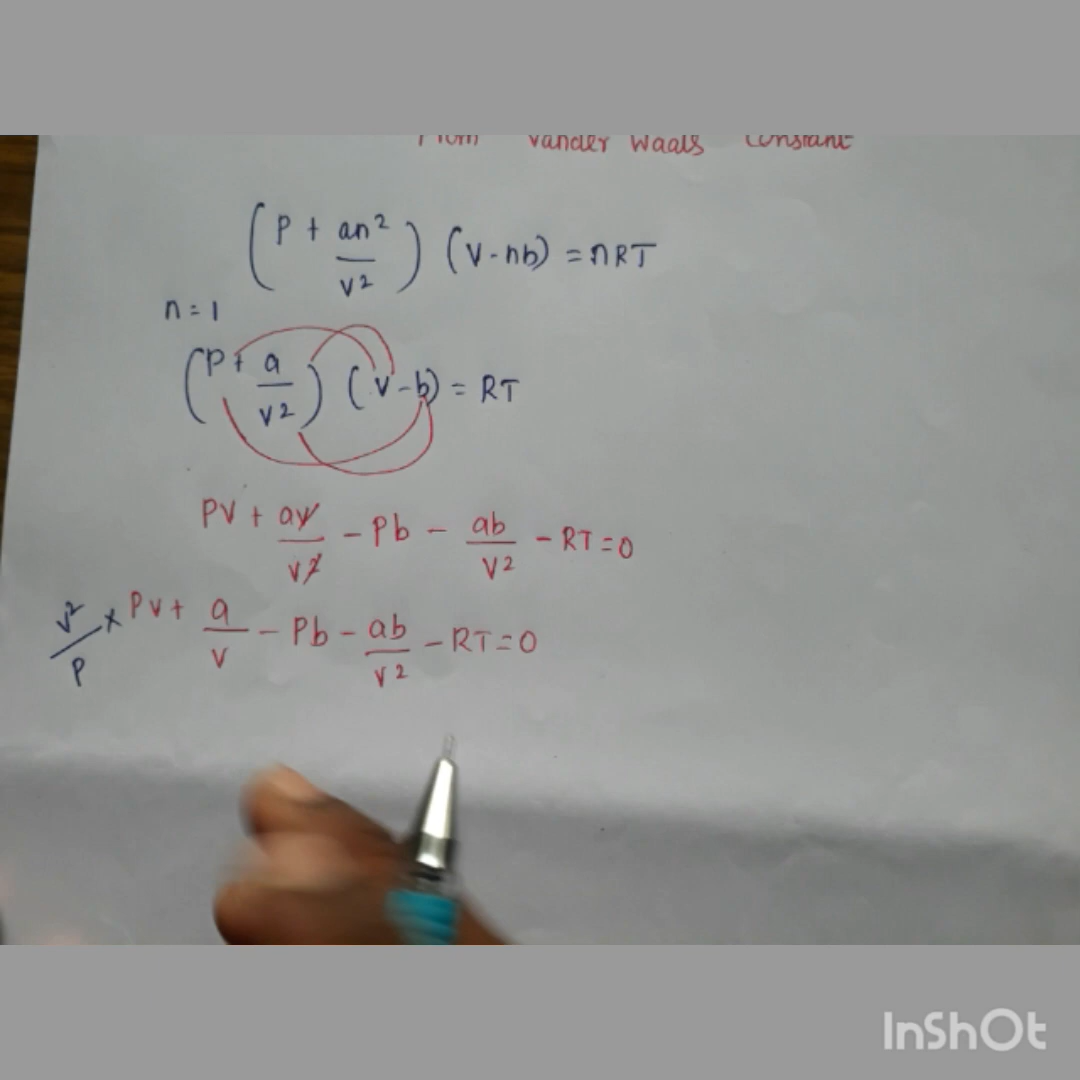 Vander Waals Constant
(P + an²/V²) (V - nb) = nRT
n = 1
(P + a/V²) (V - b) = RT
PV + aV/V² - Pb - ab/V² - RT = 0
V²/P × PV + a/V - Pb - ab/V² - RT = 0
InShOt